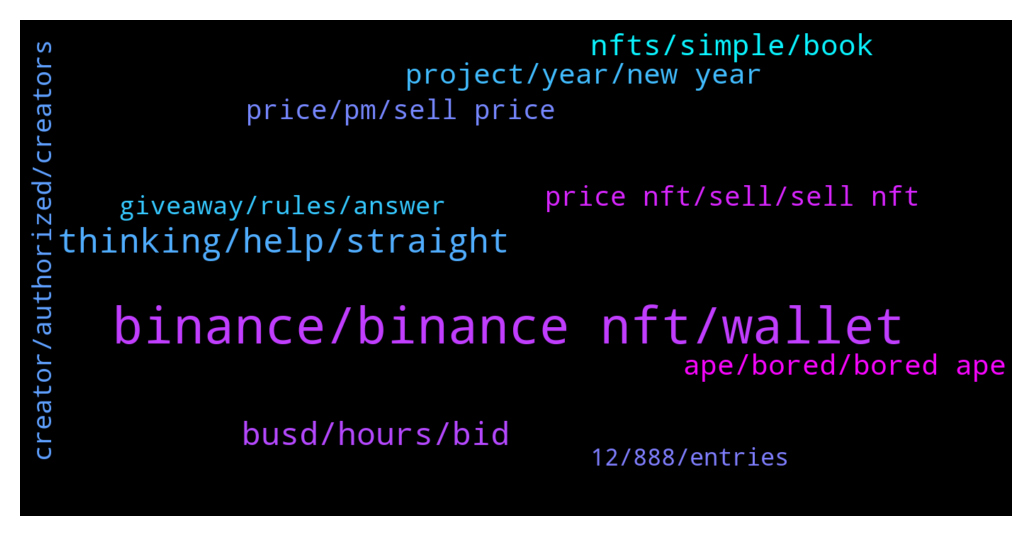 nfts/simple/book
project/year/new year
price/pm/sell price
price nft/sell/sell nft
giveaway/rules/answer
thinking/help/straight
creator/authorized/creators
binance/binance nft/wallet
ape/bored/bored ape
busd/hours/bid
12/888/entries